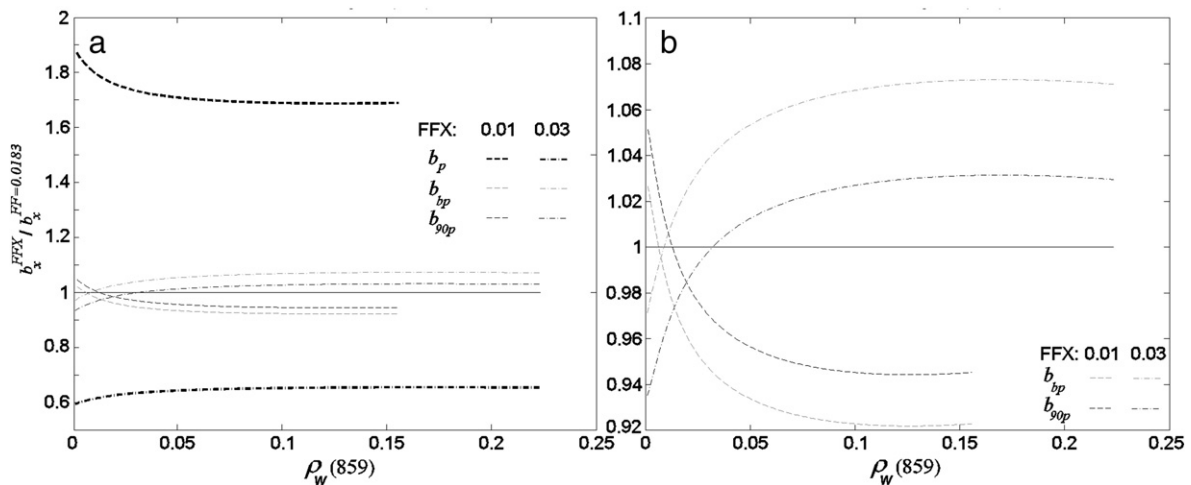 a
2
1.8
1.6
1.4
1.2
1
0.8
0.6
0
0.05
0.1
0.15
0.2
0.25
b_x^FFX / b_x^FF=0.0183
ρ_w(859)
FFX: 0.01 0.03
b_p
b_bp
b_90p
b
1.1
1.08
1.06
1.04
1.02
1
0.98
0.96
0.94
0.92
0
0.05
0.1
0.15
0.2
0.25
ρ_w(859)
FFX: 0.01 0.03
b_bp
b_90p